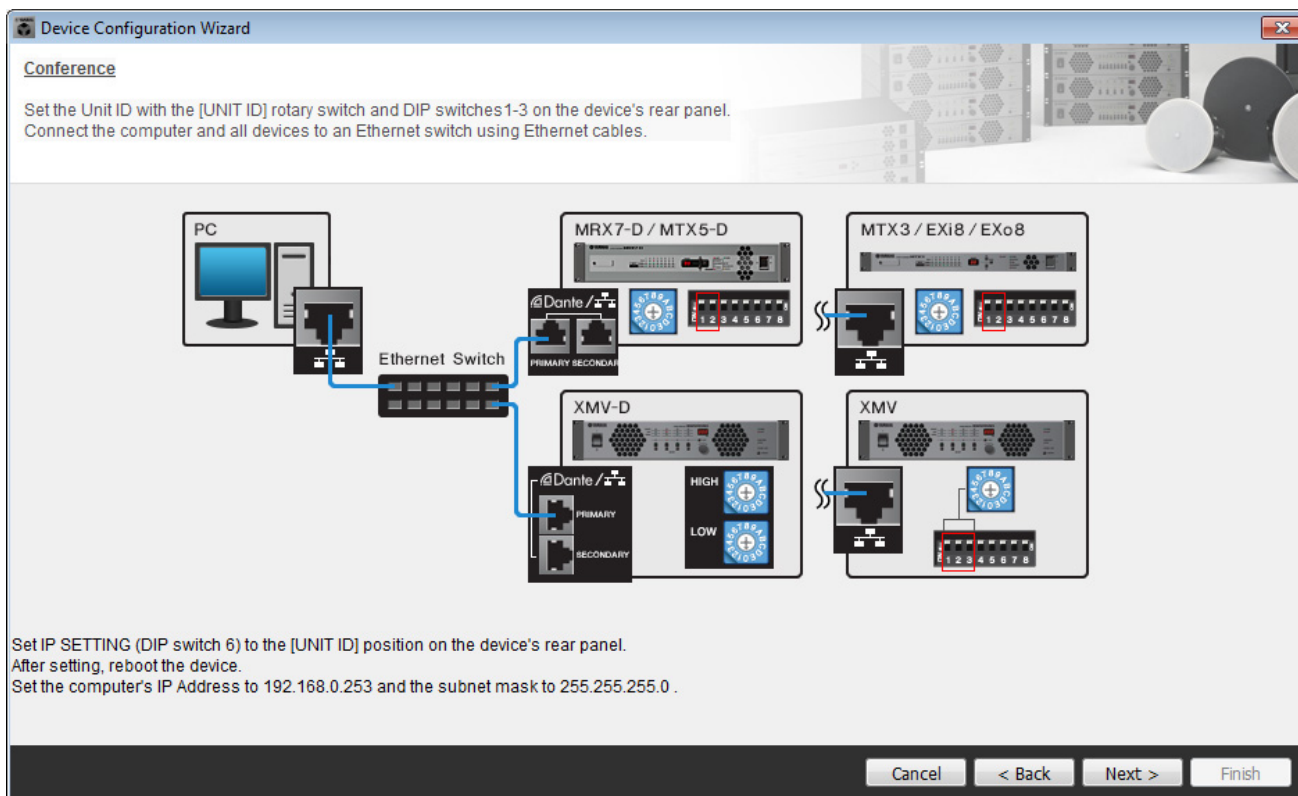 Device Configuration Wizard
Conference
Set the Unit ID with the [UNIT ID] rotary switch and DIP switches1-3 on the device's rear panel.
Connect the computer and all devices to an Ethernet switch using Ethernet cables.
PC
MRX7-D / MTX5-D
MTX3 / EXi8 / EXo8
Dante /
1 2 3 4 5 6 7 8
1 2 3 4 5 6 7 8
PRIMARY SECONDAR
Ethernet Switch
XMV-D
XMV
Dante /
PRIMARY
SECONDARY
HIGH
LOW
1 2 3 4 5 6 7 8
Set IP SETTING (DIP switch 6) to the [UNIT ID] position on the device's rear panel.
After setting, reboot the device.
Set the computer's IP Address to 192.168.0.253 and the subnet mask to 255.255.255.0 .
Cancel
< Back
Next >
Finish